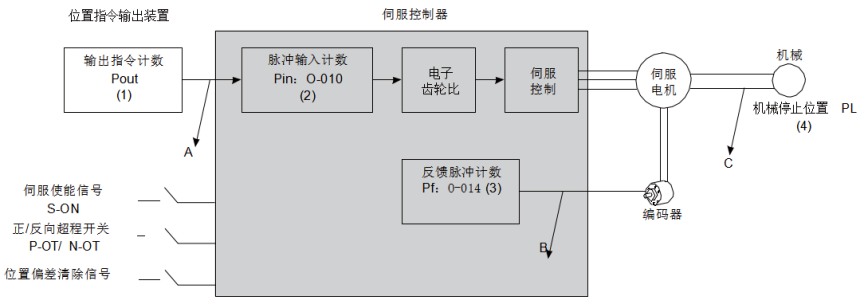 位置指令输出装置
伺服控制器
输出指令计数
Pout
(1)
脉冲输入计数
Pin：O-010
(2)
电子
齿轮比
伺服
控制
伺服
电机
机械
机械停止位置 PL
(4)
A
C
反馈脉冲计数
Pf：0-014 (3)
编码器
B
伺服使能信号
S-ON
正/反向超程开关
P-OT/ N-OT
位置偏差清除信号